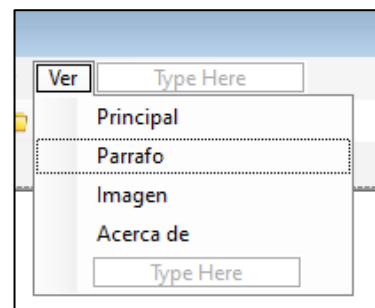 Ver Type Here
Principal
Parrafo
Imagen
Acerca de
Type Here